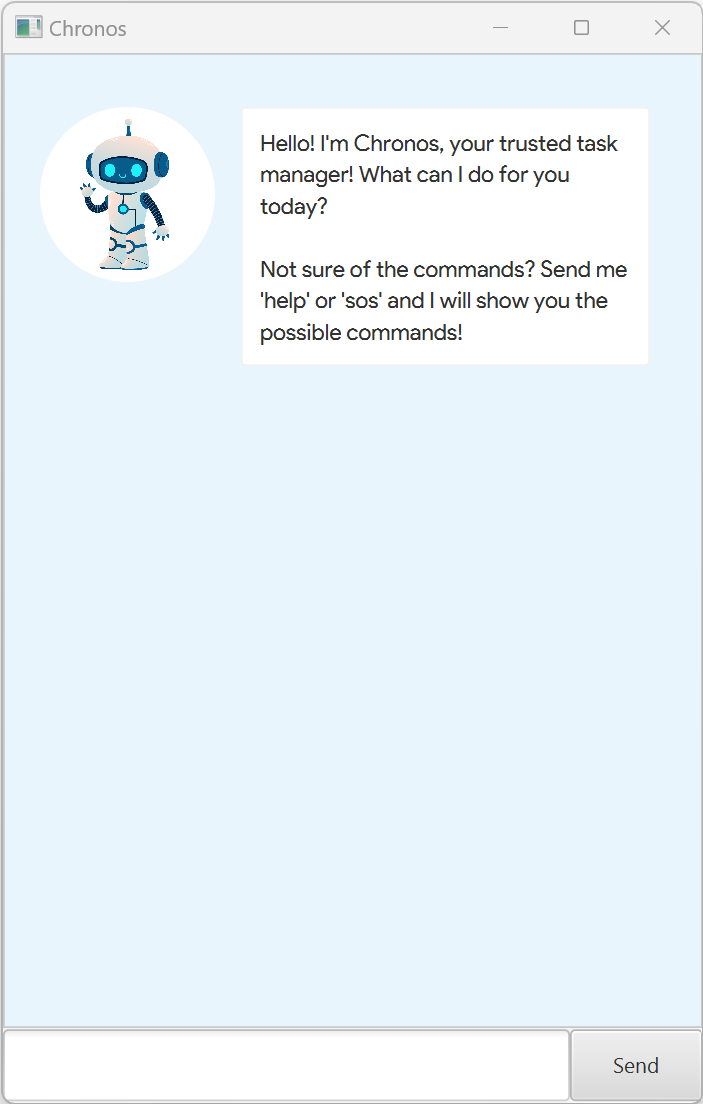 Chronos
Hello! I'm Chronos, your trusted task
manager! What can I do for you
today?
Not sure of the commands? Send me
'help' or 'sos' and I will show you the
possible commands!
Send